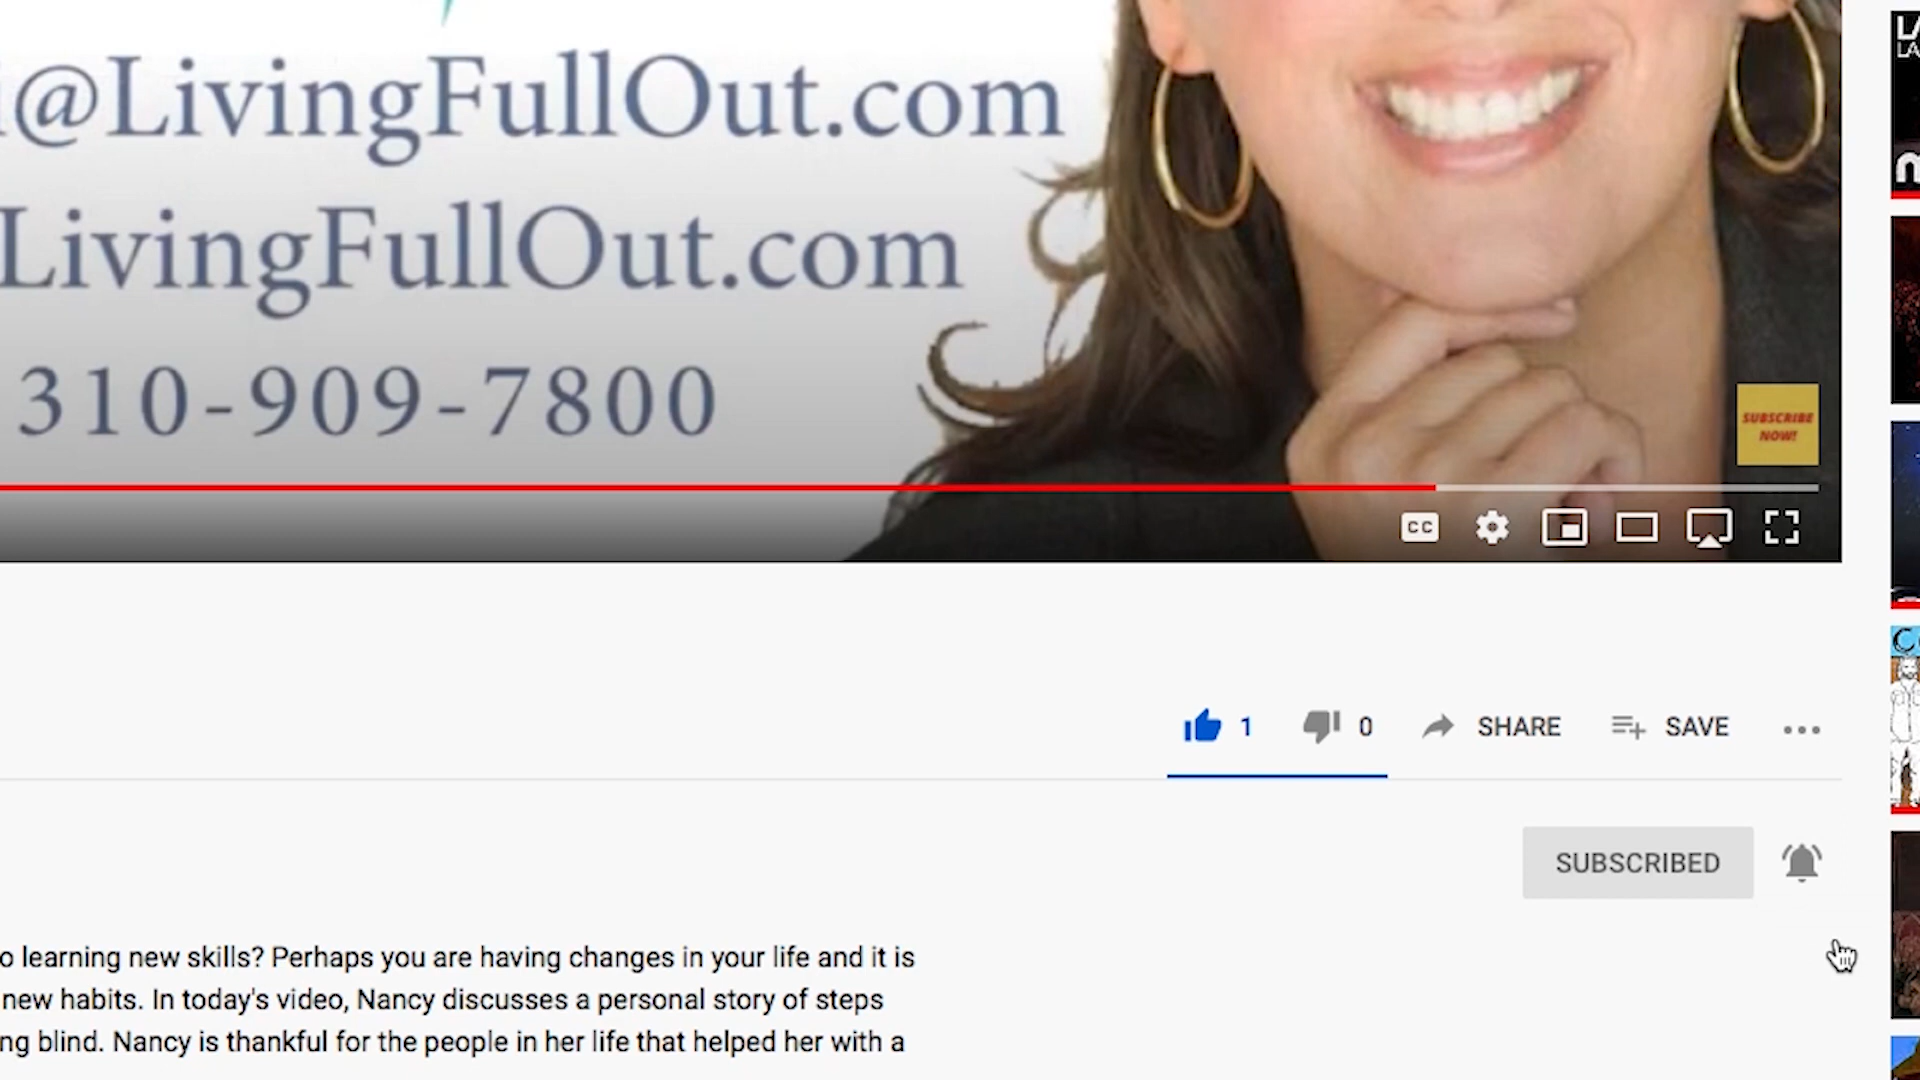 @LivingFullOut.com
LivingFullOut.com
310-909-7800
SUBSCRIBE
NOW!
CC
1 0 SHARE SAVE
SUBSCRIBED
o learning new skills? Perhaps you are having changes in your life and it is
new habits. In today's video, Nancy discusses a personal story of steps
ng blind. Nancy is thankful for the people in her life that helped her with a